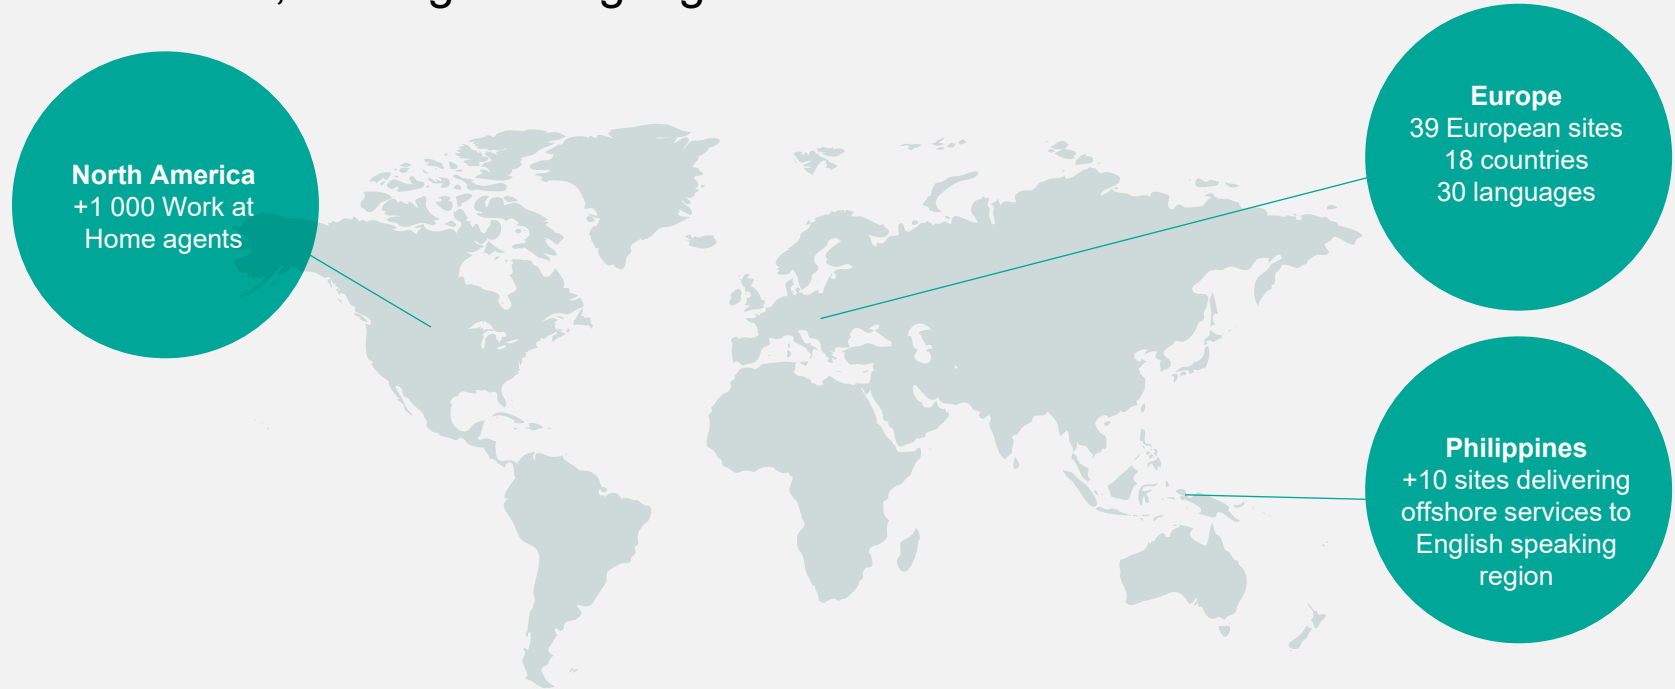 North America
+1 000 Work at
Home agents
Europe
39 European sites
18 countries
30 languages
Philippines
+10 sites delivering
offshore services to
English speaking
region